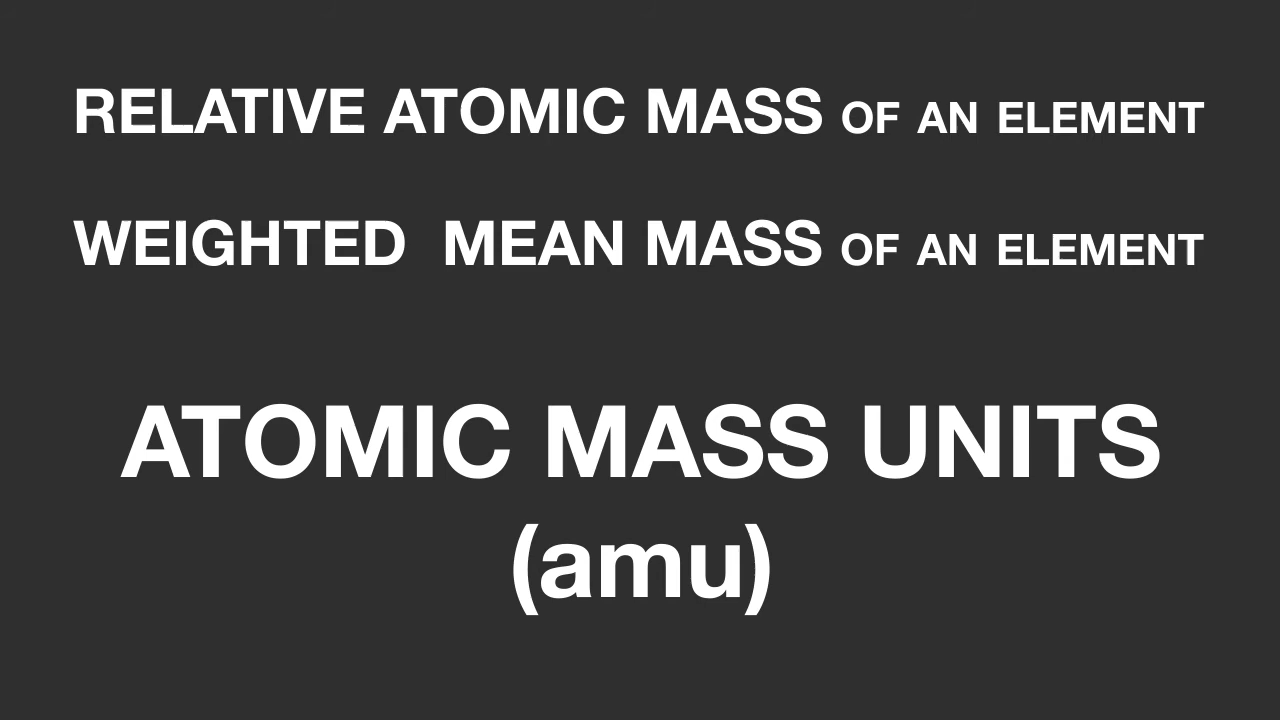 RELATIVE ATOMIC MASS OF AN ELEMENT
WEIGHTED MEAN MASS OF AN ELEMENT
ATOMIC MASS UNITS
(amu)